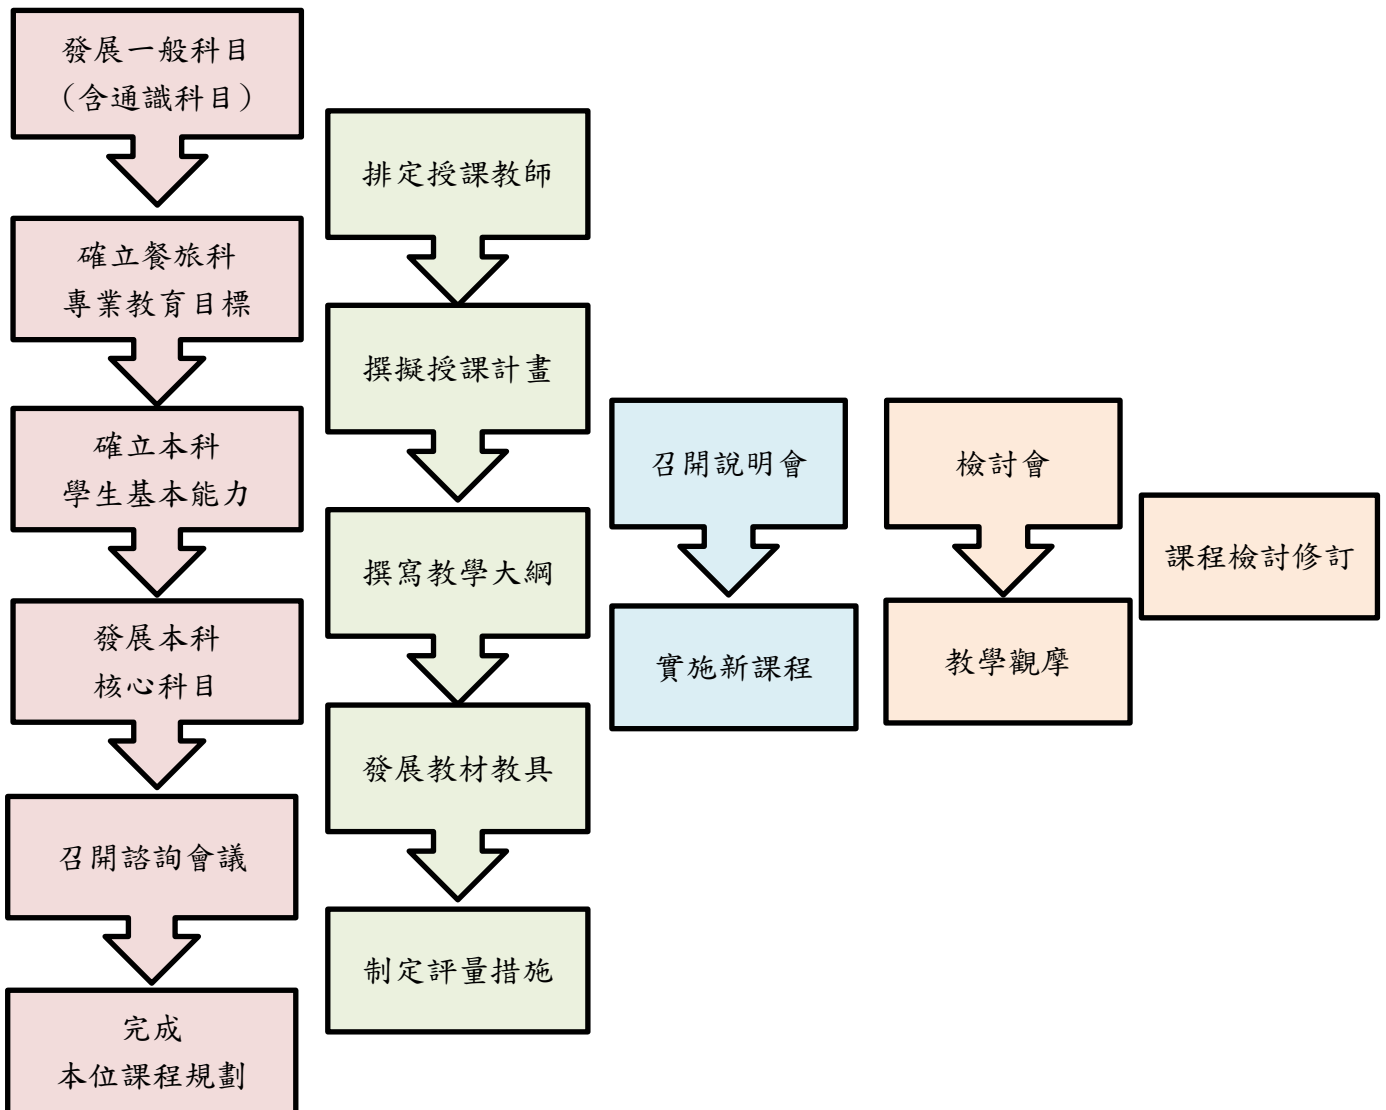 發展一般科目
（含通識科目）
確立餐旅科
專業教育目標
確立本科
學生基本能力
發展本科
核心科目
召開諮詢會議
完成
本位課程規劃
排定授課教師
撰擬授課計畫
撰寫教學大綱
發展教材教具
制定評量措施
召開說明會
實施新課程
檢討會
教學觀摩
課程檢討修訂